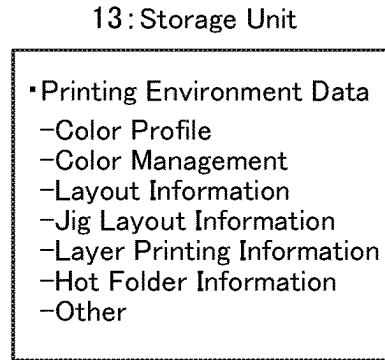 13:Storage Unit
▪Printing Environment Data
-Color Profile
-Color Management
-Layout Information
-Jig Layout Information
-Layer Printing Information
-Hot Folder Information
-Other